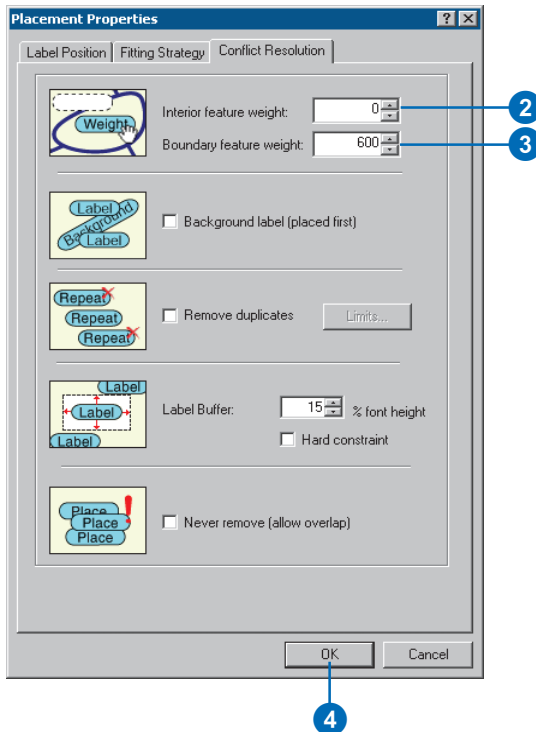 Placement Properties
Label Position Fitting Strategy Conflict Resolution
Weight
Interior feature weight: 0
2
Boundary feature weight: 600
3
Label
Background
Label
Background label (placed first)
Repeat
Repeat
Repeat
Remove duplicates Limits...
Label
Label
Label
Label Buffer: 15 % font height
Hard constraint
Place
Place
Place
!
Never remove (allow overlap)
OK Cancel
4